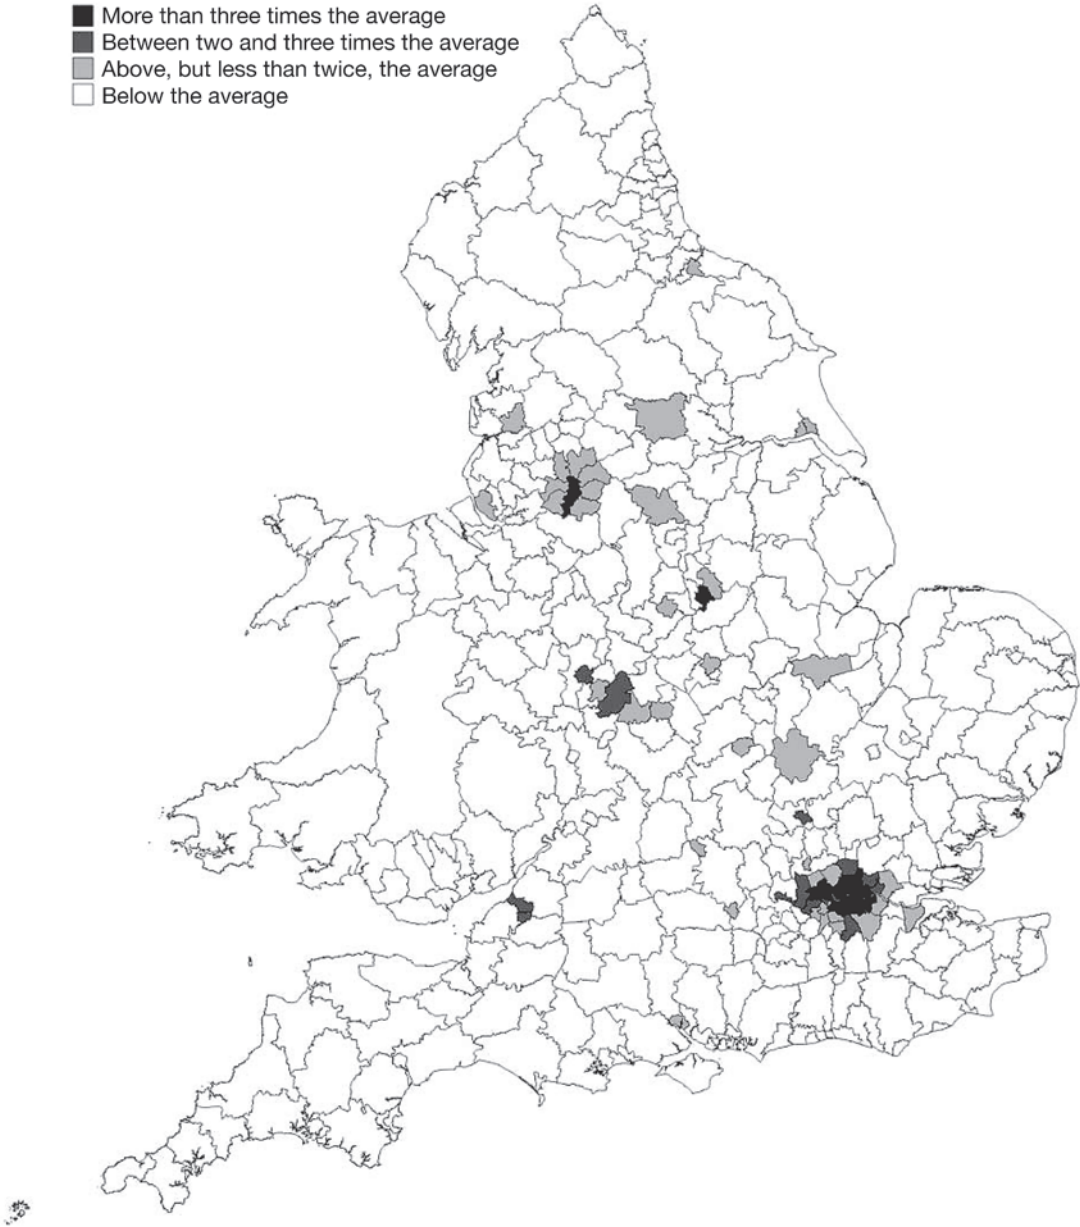 More than three times the average
Between two and three times the average
Above, but less than twice, the average
Below the average